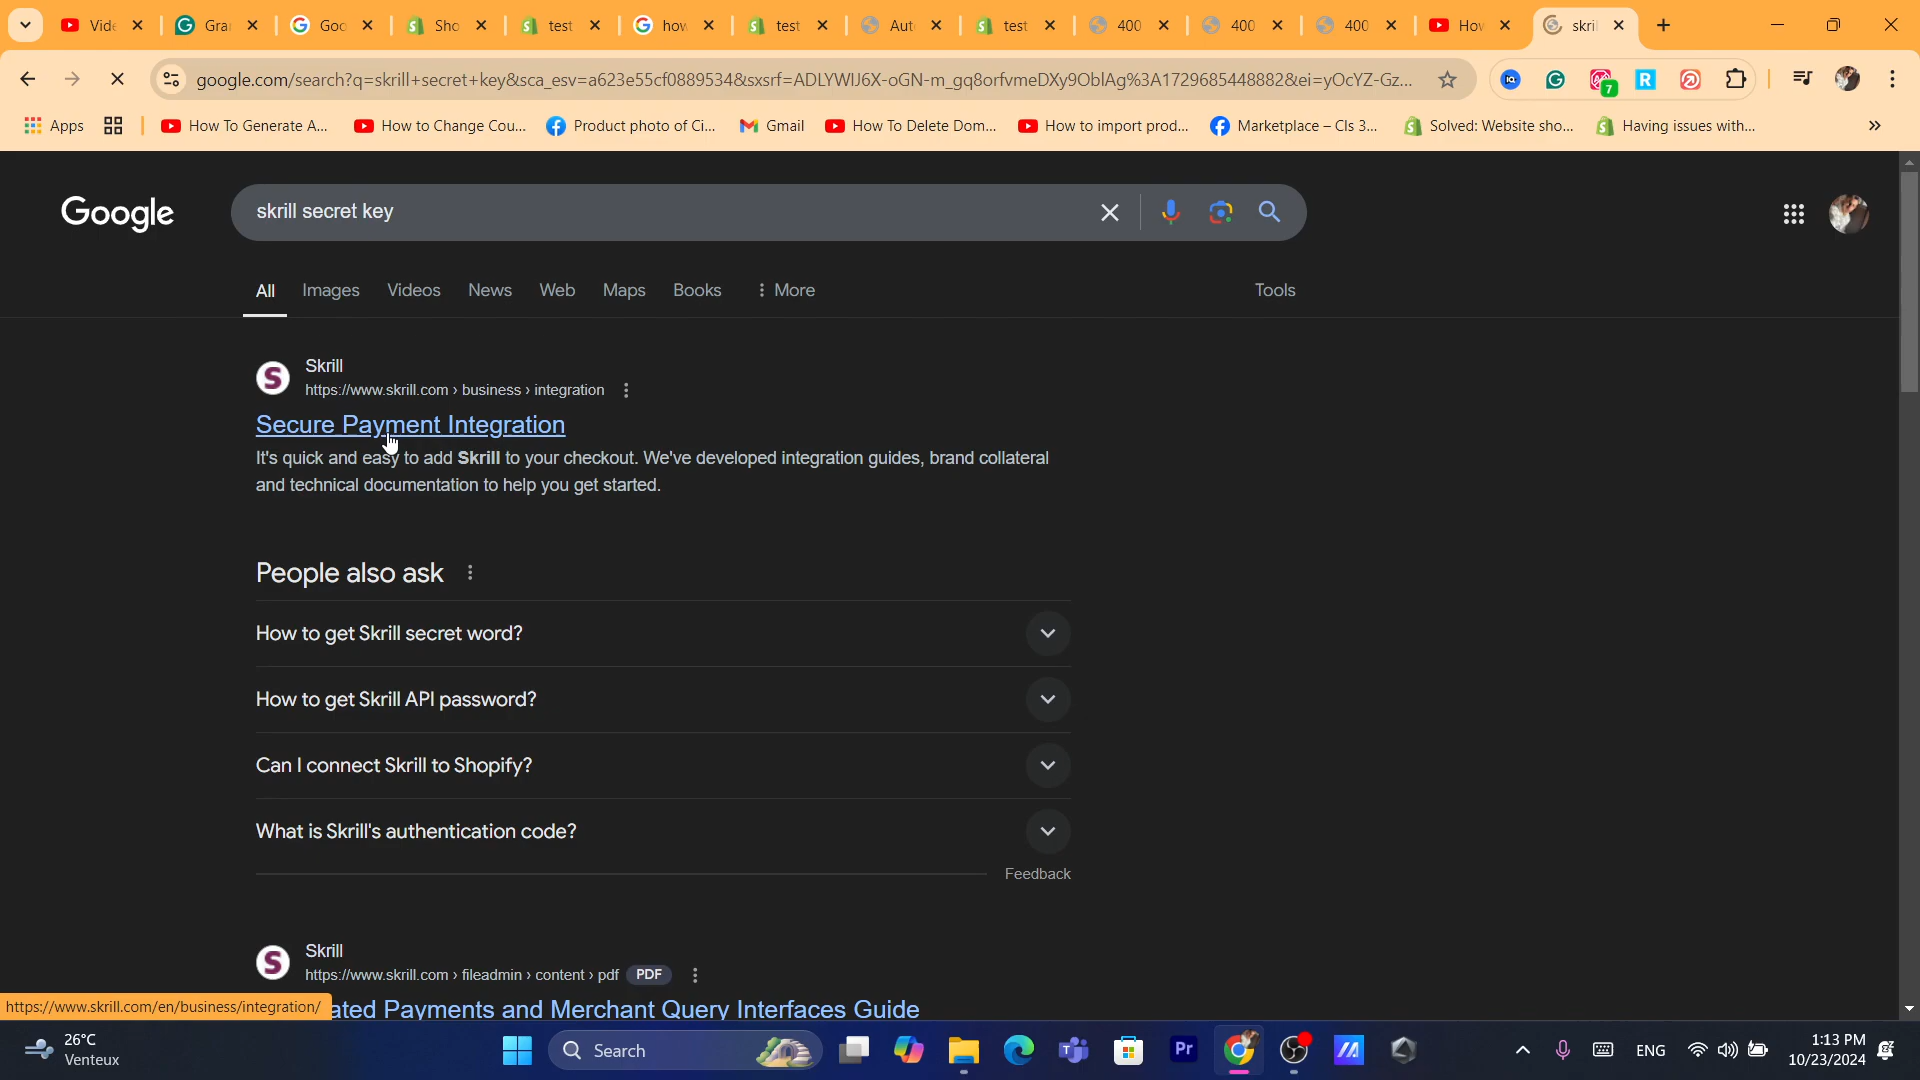 Vide
Gra
Goo
Sho
test
how
test
Aut
test
400
400
400
How
skri
google.com/search?q=skrill+secret+key&sca_esv=a623e55cf0889534&sxsrf=ADLYWIJ6X-oGN-m_gq8orfvmeDXy9OblAg%3A1729685448882&ei=yOcYZ-Gz...
7
Apps
How To Generate A...
How to Change Cou...
Product photo of Ci...
Gmail
How To Delete Dom...
How to import prod...
Marketplace – Cls 3...
Solved: Website sho...
Having issues with...
»
Google
skrill secret key
All
Images
Videos
News
Web
Maps
Books
More
Tools
Skrill
https://www.skrill.com › business › integration
Secure Payment Integration
It's quick and easy to add Skrill to your checkout. We've developed integration guides, brand collateral
and technical documentation to help you get started.
People also ask
How to get Skrill secret word?
How to get Skrill API password?
Can I connect Skrill to Shopify?
What is Skrill's authentication code?
Feedback
Skrill
https://www.skrill.com › fileadmin › content › pdf
PDF
ated Payments and Merchant Query Interfaces Guide
https://www.skrill.com/en/business/integration/
26°C
Venteux
Search
Pr
ENG
1:13 PM
10/23/2024